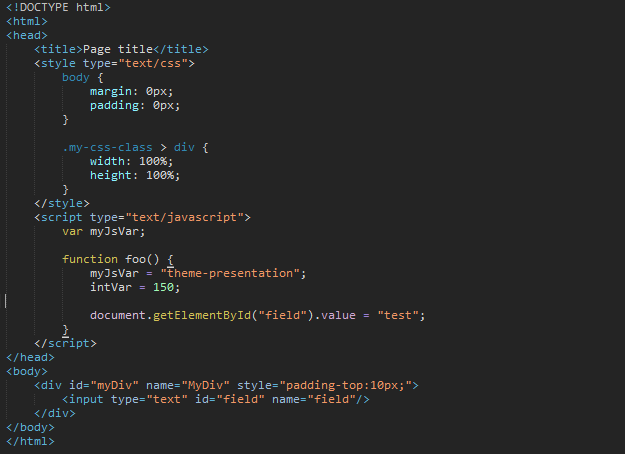 <!DOCTYPE html>
<html>
<head>
    <title>Page title</title>
    <style type="text/css">
        body {
            margin: 0px;
            padding: 0px;
        }

        .my-css-class > div {
            width: 100%;
            height: 100%;
        }
    </style>
    <script type="text/javascript">
        var myJsVar;

        function foo() {
            myJsVar = "theme-presentation";
            intVar = 150;

            document.getElementById("field").value = "test";
        }
    </script>
</head>
<body>
    <div id="myDiv" name="MyDiv" style="padding-top:10px;">
        <input type="text" id="field" name="field"/>
    </div>
</body>
</html>